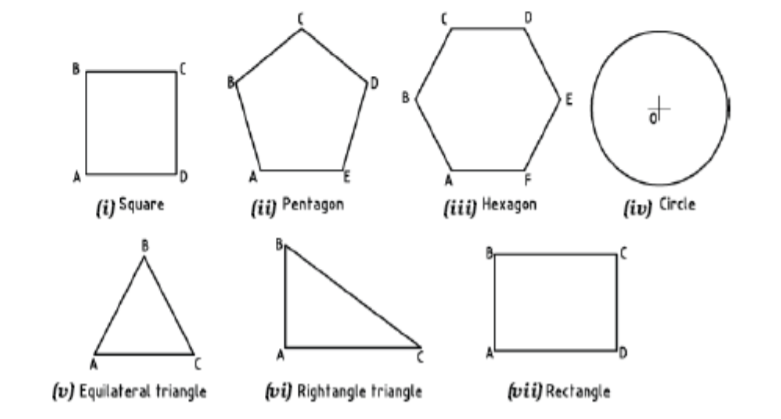 C
C D
B C
B D
B E
O
A D
A E
A F
(i) Square (ii) Pentagon (iii) Hexagon (iv) Circle
B B
B C
A C
A C
A D
(v) Equilateral triangle (vi) Rightangle triangle (vii) Rectangle